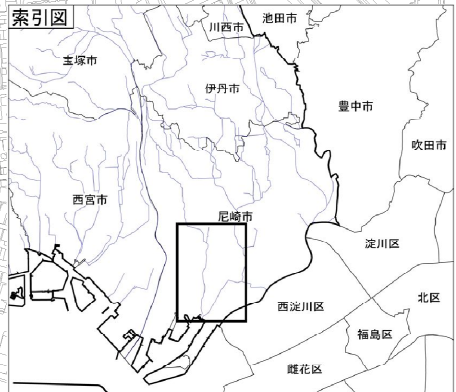 索引図
川西市
池田市
宝塚市
伊丹市
豊中市
吹田市
西宮市
尼崎市
淀川区
西淀川区
北区
福島区
雌花区